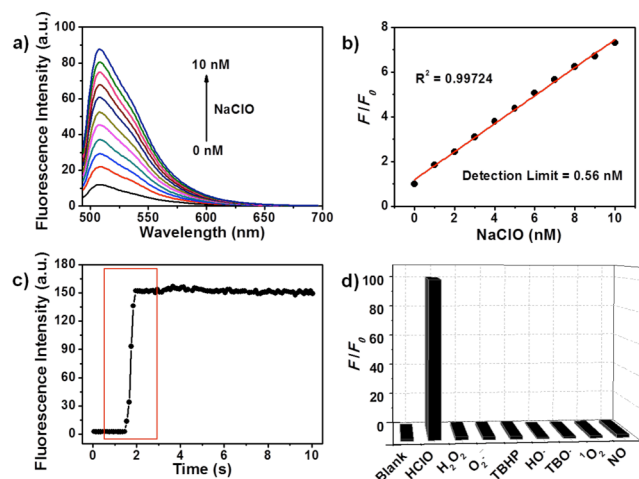 a)
Fluorescence Intensity (a.u.)
100
80
60
40
20
0
10 nM
NaClO
0 nM
500
550
600
650
700
Wavelength (nm)
b)
F/F0
8
6
4
2
0
R² = 0.99724
Detection Limit = 0.56 nM
0
2
4
6
8
10
NaClO (nM)
c)
Fluorescence Intensity (a.u.)
180
150
120
90
60
30
0
0
2
4
6
8
10
Time (s)
d)
F/F0
100
80
60
40
20
0
Blank
HClO
H₂O₂
O₂·⁻
TBHP
HO·
TBO·
¹O₂
NO